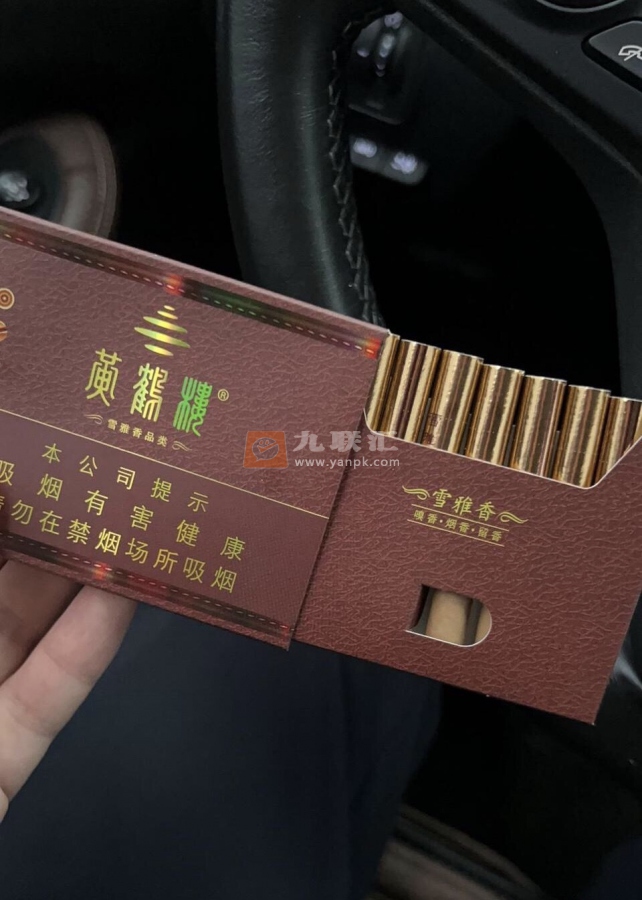 黄鹤楼®
雪雅香品类
本公司提示
吸烟有害健康
请勿在禁烟场所吸烟
雪雅香
嗅香·烟香·留香
九联汇
www.yanpk.com